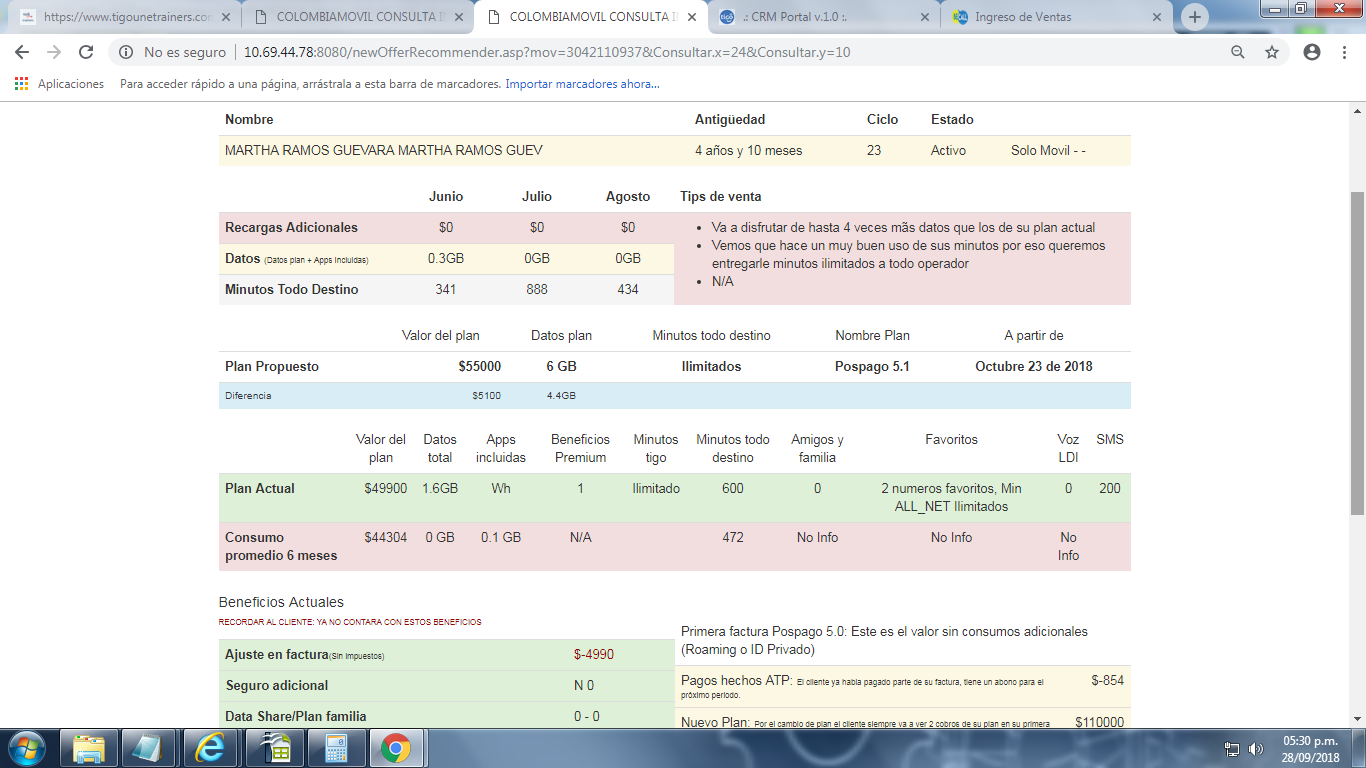 https://www.tigounetrainers.con
COLOMBIAMOVIL CONSULTA I
COLOMBIAMOVIL CONSULTA I
.: CRM Portal v.1.0 :.
Ingreso de Ventas
No es seguro
10.69.44.78:8080/newOfferRecommender.asp?mov=3042110937&Consultar.x=24&Consultar.y=10
Aplicaciones Para acceder rápido a una página, arrástrala a esta barra de marcadores. Importar marcadores ahora...
Nombre Antigüedad Ciclo Estado
MARTHA RAMOS GUEVARA MARTHA RAMOS GUEV 4 años y 10 meses 23 Activo Solo Movil - -
Junio Julio Agosto Tips de venta
Recargas Adicionales $0 $0 $0
Datos (Datos plan + Apps Incluidas) 0.3GB 0GB 0GB
Minutos Todo Destino 341 888 434
Va a disfrutar de hasta 4 veces mãs datos que los de su plan actual
Vemos que hace un muy buen uso de sus minutos por eso queremos
entregarle minutos ilimitados a todo operador
N/A
Valor del plan Datos plan Minutos todo destino Nombre Plan A partir de
Plan Propuesto $55000 6 GB Ilimitados Pospago 5.1 Octubre 23 de 2018
Diferencia $5100 4.4GB
Valor del plan Datos total Apps incluidas Beneficios Premium Minutos tigo Minutos todo destino Amigos y familia Favoritos Voz LDI SMS
Plan Actual $49900 1.6GB Wh 1 Ilimitado 600 0 2 numeros favoritos, Min ALL_NET Ilimitados 0 200
Consumo promedio 6 meses $44304 0 GB 0.1 GB N/A 472 No Info No Info No Info
Beneficios Actuales
RECORDAR AL CLIENTE: YA NO CONTARA CON ESTOS BENEFICIOS
Ajuste en factura(Sin impuestos) $-4990
Seguro adicional N 0
Data Share/Plan familia 0 - 0
Primera factura Pospago 5.0: Este es el valor sin consumos adicionales
(Roaming o ID Privado)
Pagos hechos ATP: El cliente ya habia pagado parte de su factura, tiene un abono para el $-854
próximo periodo.
Nuevo Plan: Por el cambio de plan el cliente siempre va a ver 2 cobros de su plan en su primera $110000
05:30 p.m.
28/09/2018